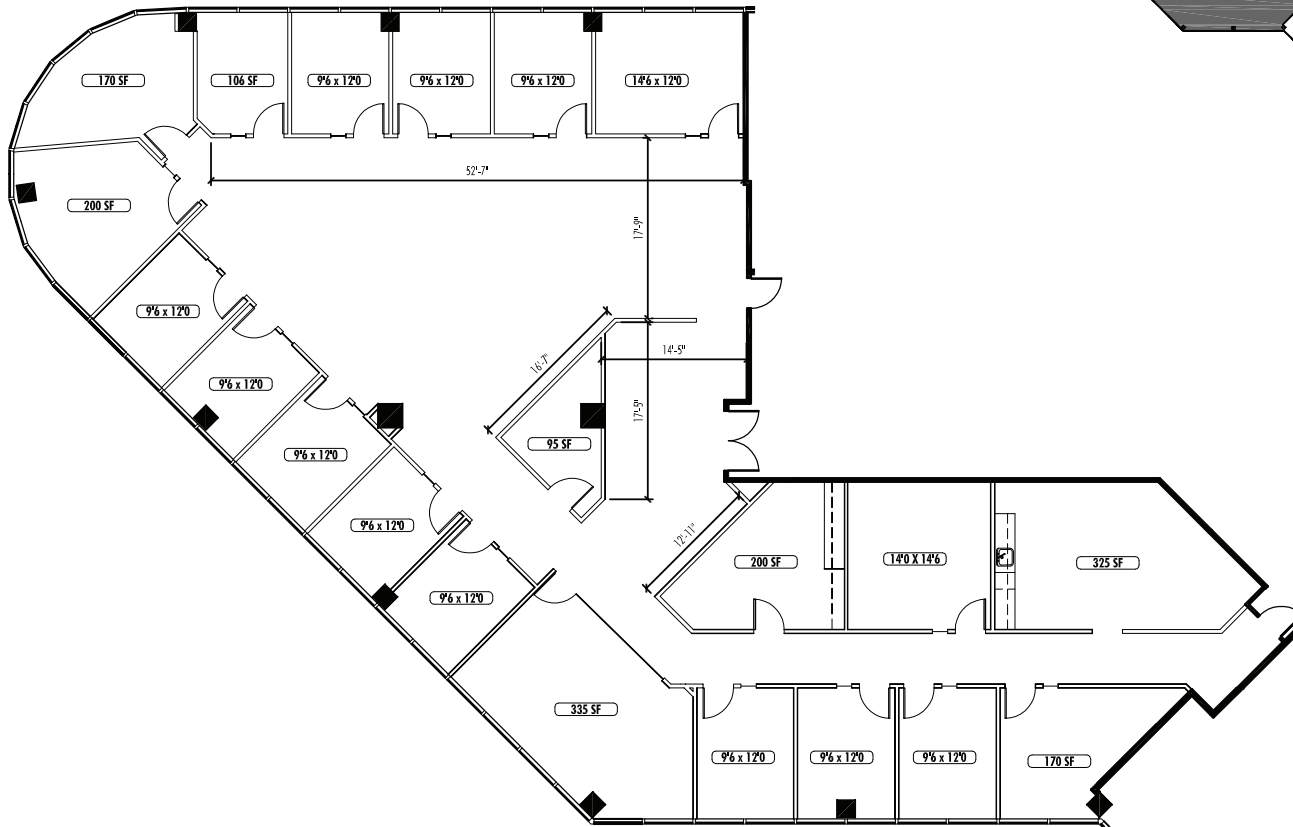 170 SF
106 SF
9'6 x 12'0
9'6 x 12'0
9'6 x 12'0
14'6 x 12'0
52'-7"
200 SF
17'-9"
9'6 x 12'0
16'-7"
14'-5"
9'6 x 12'0
17'-5"
95 SF
9'6 x 12'0
9'6 x 12'0
12'-11"
200 SF
14'0 X 14'6
325 SF
9'6 x 12'0
335 SF
9'6 x 12'0
9'6 x 12'0
9'6 x 12'0
170 SF